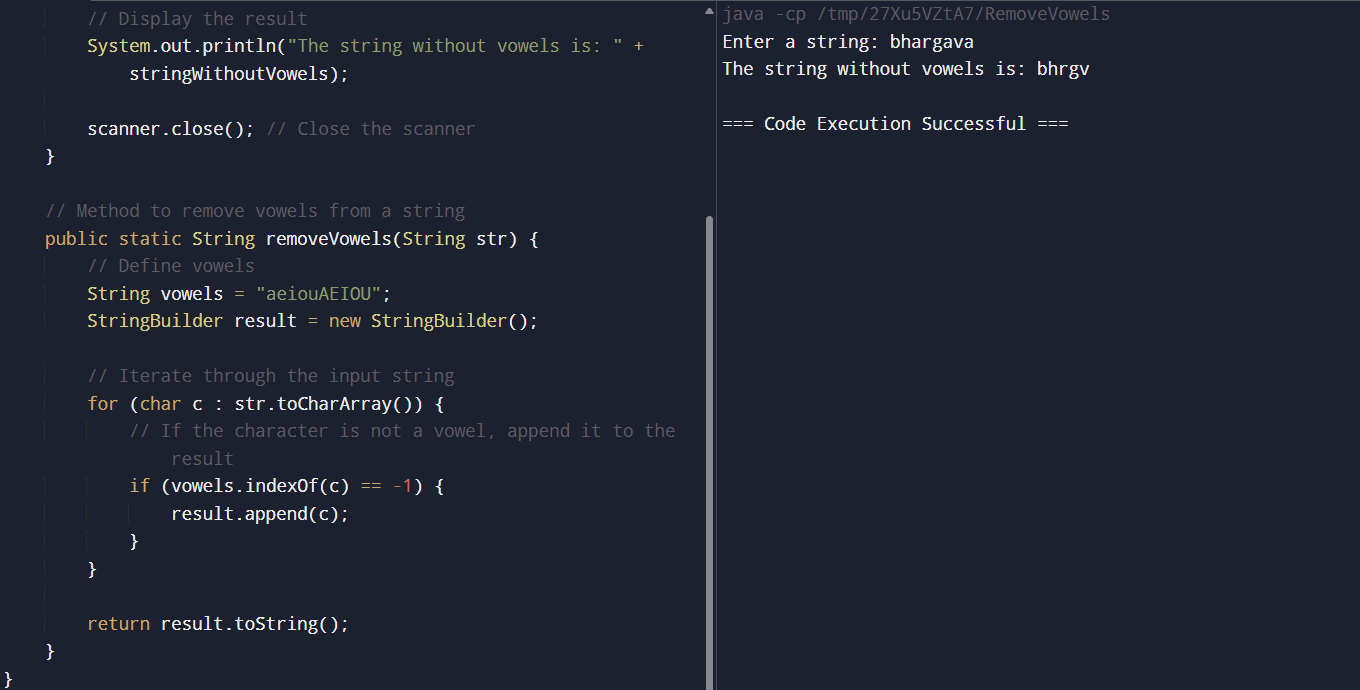 // Display the result
System.out.println("The string without vowels is: " +
stringWithoutVowels);
scanner.close(); // Close the scanner
}
// Method to remove vowels from a string
public static String removeVowels(String str) {
// Define vowels
String vowels = "aeiouAEIOU";
StringBuilder result = new StringBuilder();
// Iterate through the input string
for (char c : str.toCharArray()) {
// If the character is not a vowel, append it to the
result
if (vowels.indexOf(c) == -1) {
result.append(c);
}
}
return result.toString();
}
}
java -cp /tmp/27Xu5VZtA7/RemoveVowels
Enter a string: bhargava
The string without vowels is: bhrgv
=== Code Execution Successful ===